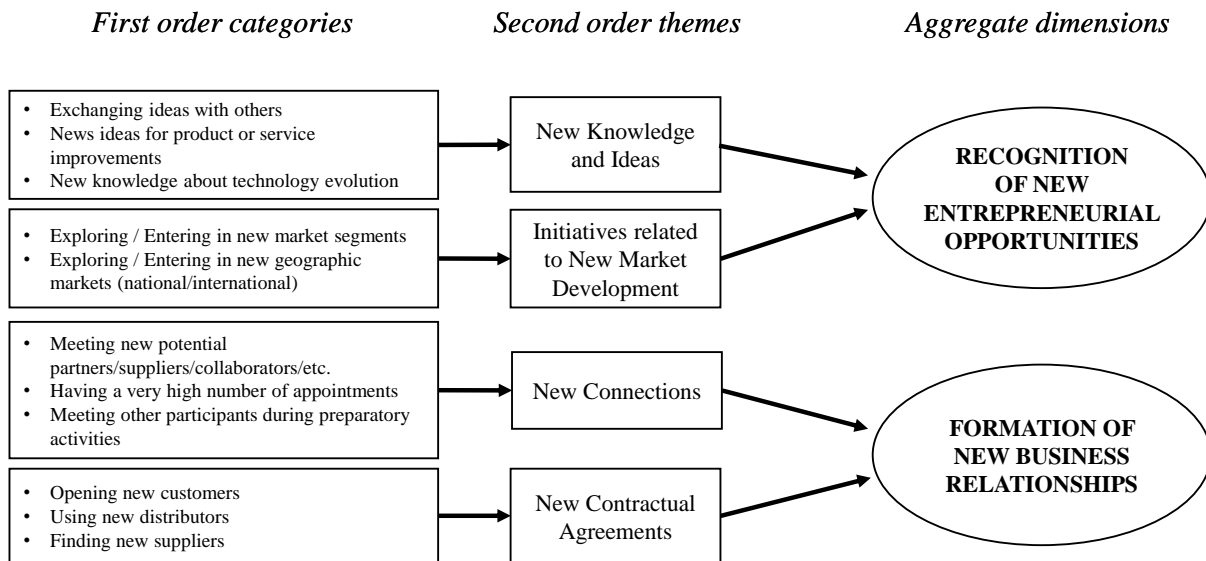 First order categories
Second order themes
Aggregate dimensions
• Exchanging ideas with others
• News ideas for product or service
improvements
• New knowledge about technology evolution
New Knowledge
and Ideas
RECOGNITION
OF NEW
ENTREPRENEURIAL
OPPORTUNITIES
• Exploring / Entering in new market segments
• Exploring / Entering in new geographic
markets (national/international)
Initiatives related
to New Market
Development
• Meeting new potential
partners/suppliers/collaborators/etc.
• Having a very high number of appointments
• Meeting other participants during preparatory
activities
New Connections
FORMATION OF
NEW BUSINESS
RELATIONSHIPS
• Opening new customers
• Using new distributors
• Finding new suppliers
New Contractual
Agreements